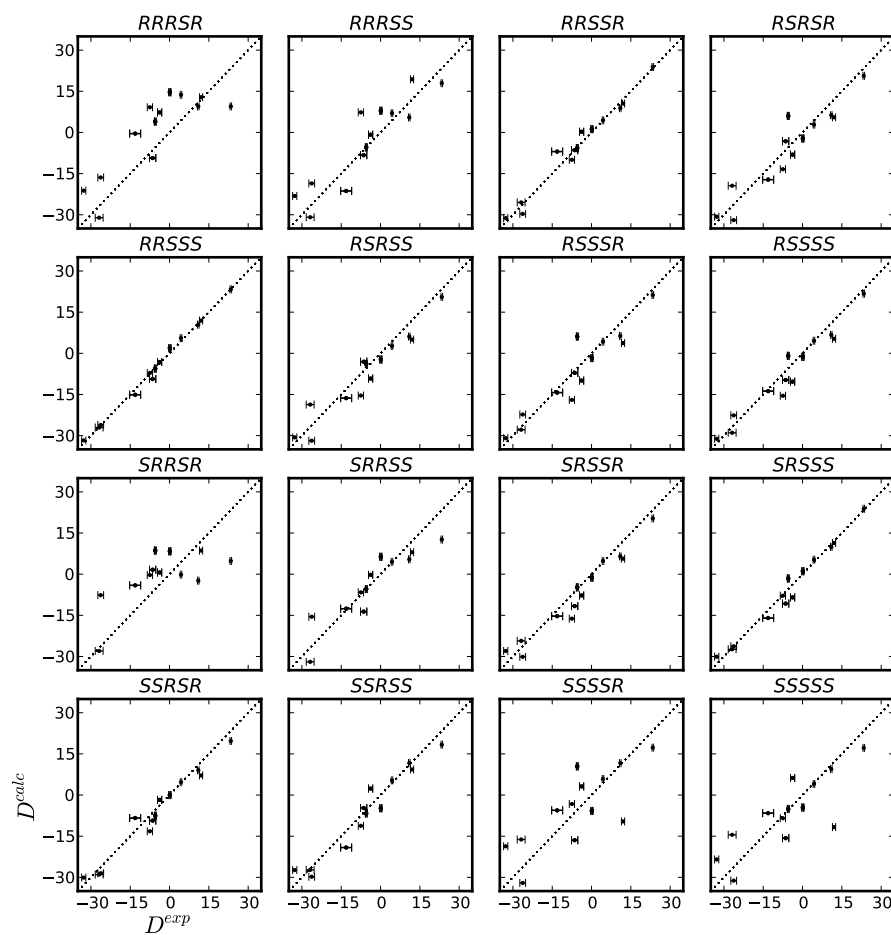 RRRSR RRRSS RRSSR RSRSR
30
15
0
−15
−30
RRSSS RSRSS RSSSR RSSSS
30
15
0
−15
−30
SRRSR SRRSS SRSSR SRSSS
30
15
0
−15
−30
SSRSR SSRSS SSSSR SSSSS
30
15
0
−15
−30
−30 −15 0 15 30 −30 −15 0 15 30 −30 −15 0 15 30 −30 −15 0 15 30
D^{calc}
D^{exp}